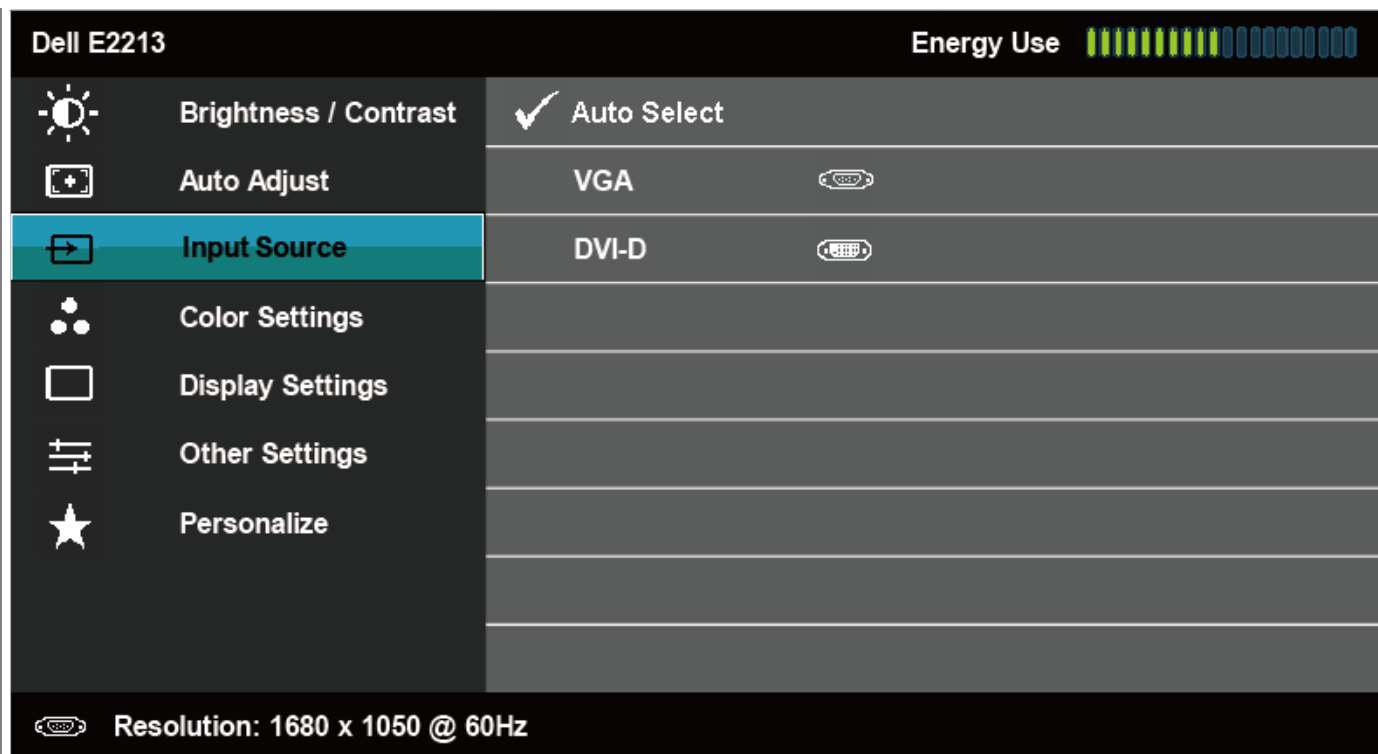 Dell E2213 Energy Use
Brightness / Contrast Auto Select
Auto Adjust VGA
Input Source DVI-D
Color Settings
Display Settings
Other Settings
Personalize
Resolution: 1680 x 1050 @ 60Hz